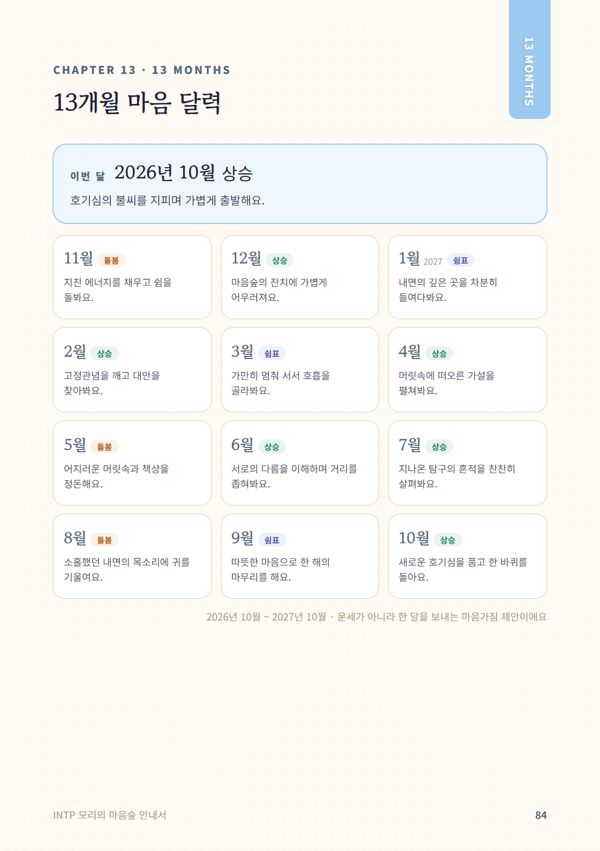 13 MONTHS
CHAPTER 13 · 13 MONTHS
13개월 마음 달력
이번 달 2026년 10월 상승
호기심의 불씨를 지피며 가볍게 출발해요.
11월 돌봄
지친 에너지를 채우고 쉼을
돌봐요.
12월 상승
마음숲의 잔치에 가볍게
어우러져요.
1월 2027 쉼표
내면의 깊은 곳을 차분히
들여다봐요.
2월 상승
고정관념을 깨고 대안을
찾아봐요.
3월 쉼표
가만히 멈춰 서서 호흡을
골라봐요.
4월 상승
머릿속에 떠오른 가설을
펼쳐봐요.
5월 돌봄
어지러운 머릿속과 책상을
정돈해요.
6월 상승
서로의 다름을 이해하며 거리를
좁혀봐요.
7월 상승
지나온 탐구의 흔적을 찬찬히
살펴봐요.
8월 돌봄
소홀했던 내면의 목소리에 귀를
기울여요.
9월 쉼표
따뜻한 마음으로 한 해의
마무리를 해요.
10월 상승
새로운 호기심을 품고 한 바퀴를
돌아요.
2026년 10월 ~ 2027년 10월 · 운세가 아니라 한 달을 보내는 마음가짐 제안이에요
INTP 모리의 마음숲 안내서
84